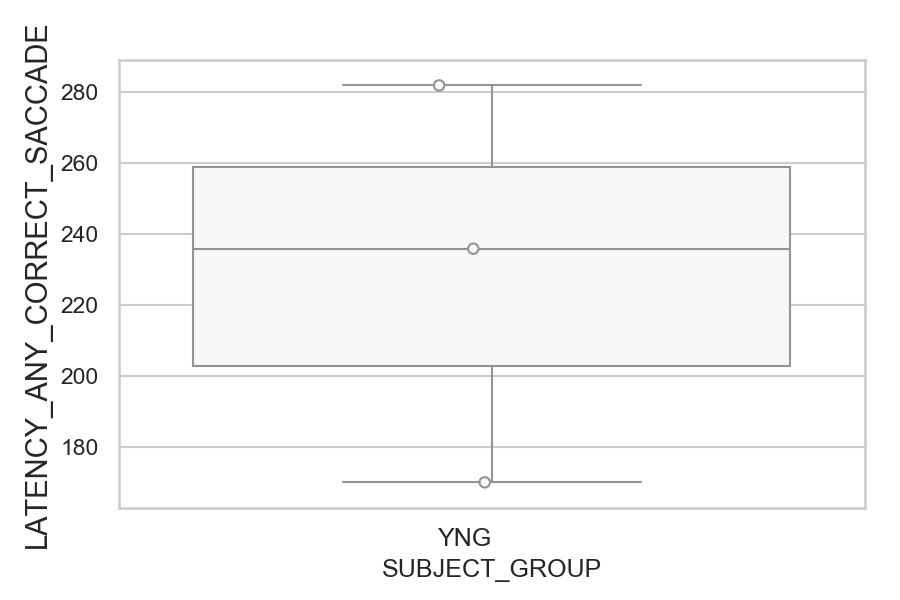 LATENCY_ANY_CORRECT_SACCADE
280
260
240
220
200
180
YNG
SUBJECT_GROUP